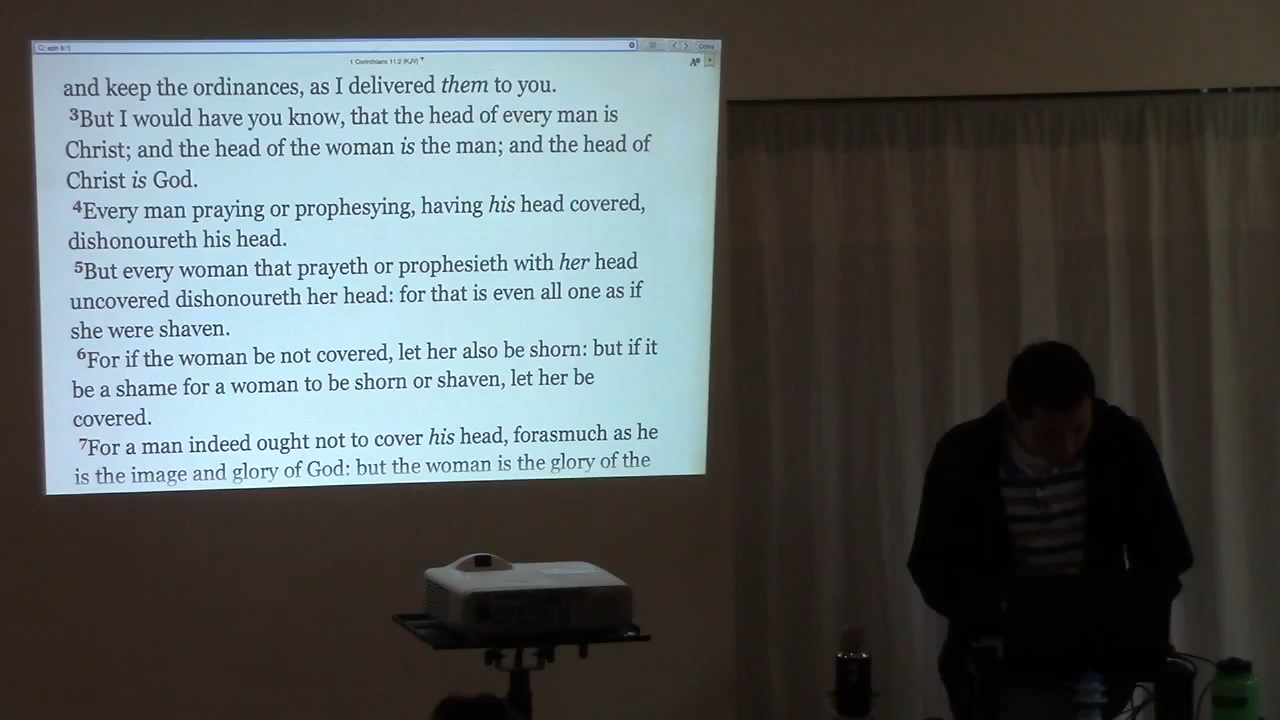 Done
1 Corinthians 11:2 (KJV)
and keep the ordinances, as I delivered them to you.
3But I would have you know, that the head of every man is
Christ; and the head of the woman is the man; and the head of
Christ is God.
4Every man praying or prophesying, having his head covered,
dishonoureth his head.
5But every woman that prayeth or prophesieth with her head
uncovered dishonoureth her head: for that is even all one as if
she were shaven.
6For if the woman be not covered, let her also be shorn: but if it
be a shame for a woman to be shorn or shaven, let her be
covered.
7For a man indeed ought not to cover his head, forasmuch as he
is the image and glory of God: but the woman is the glory of the